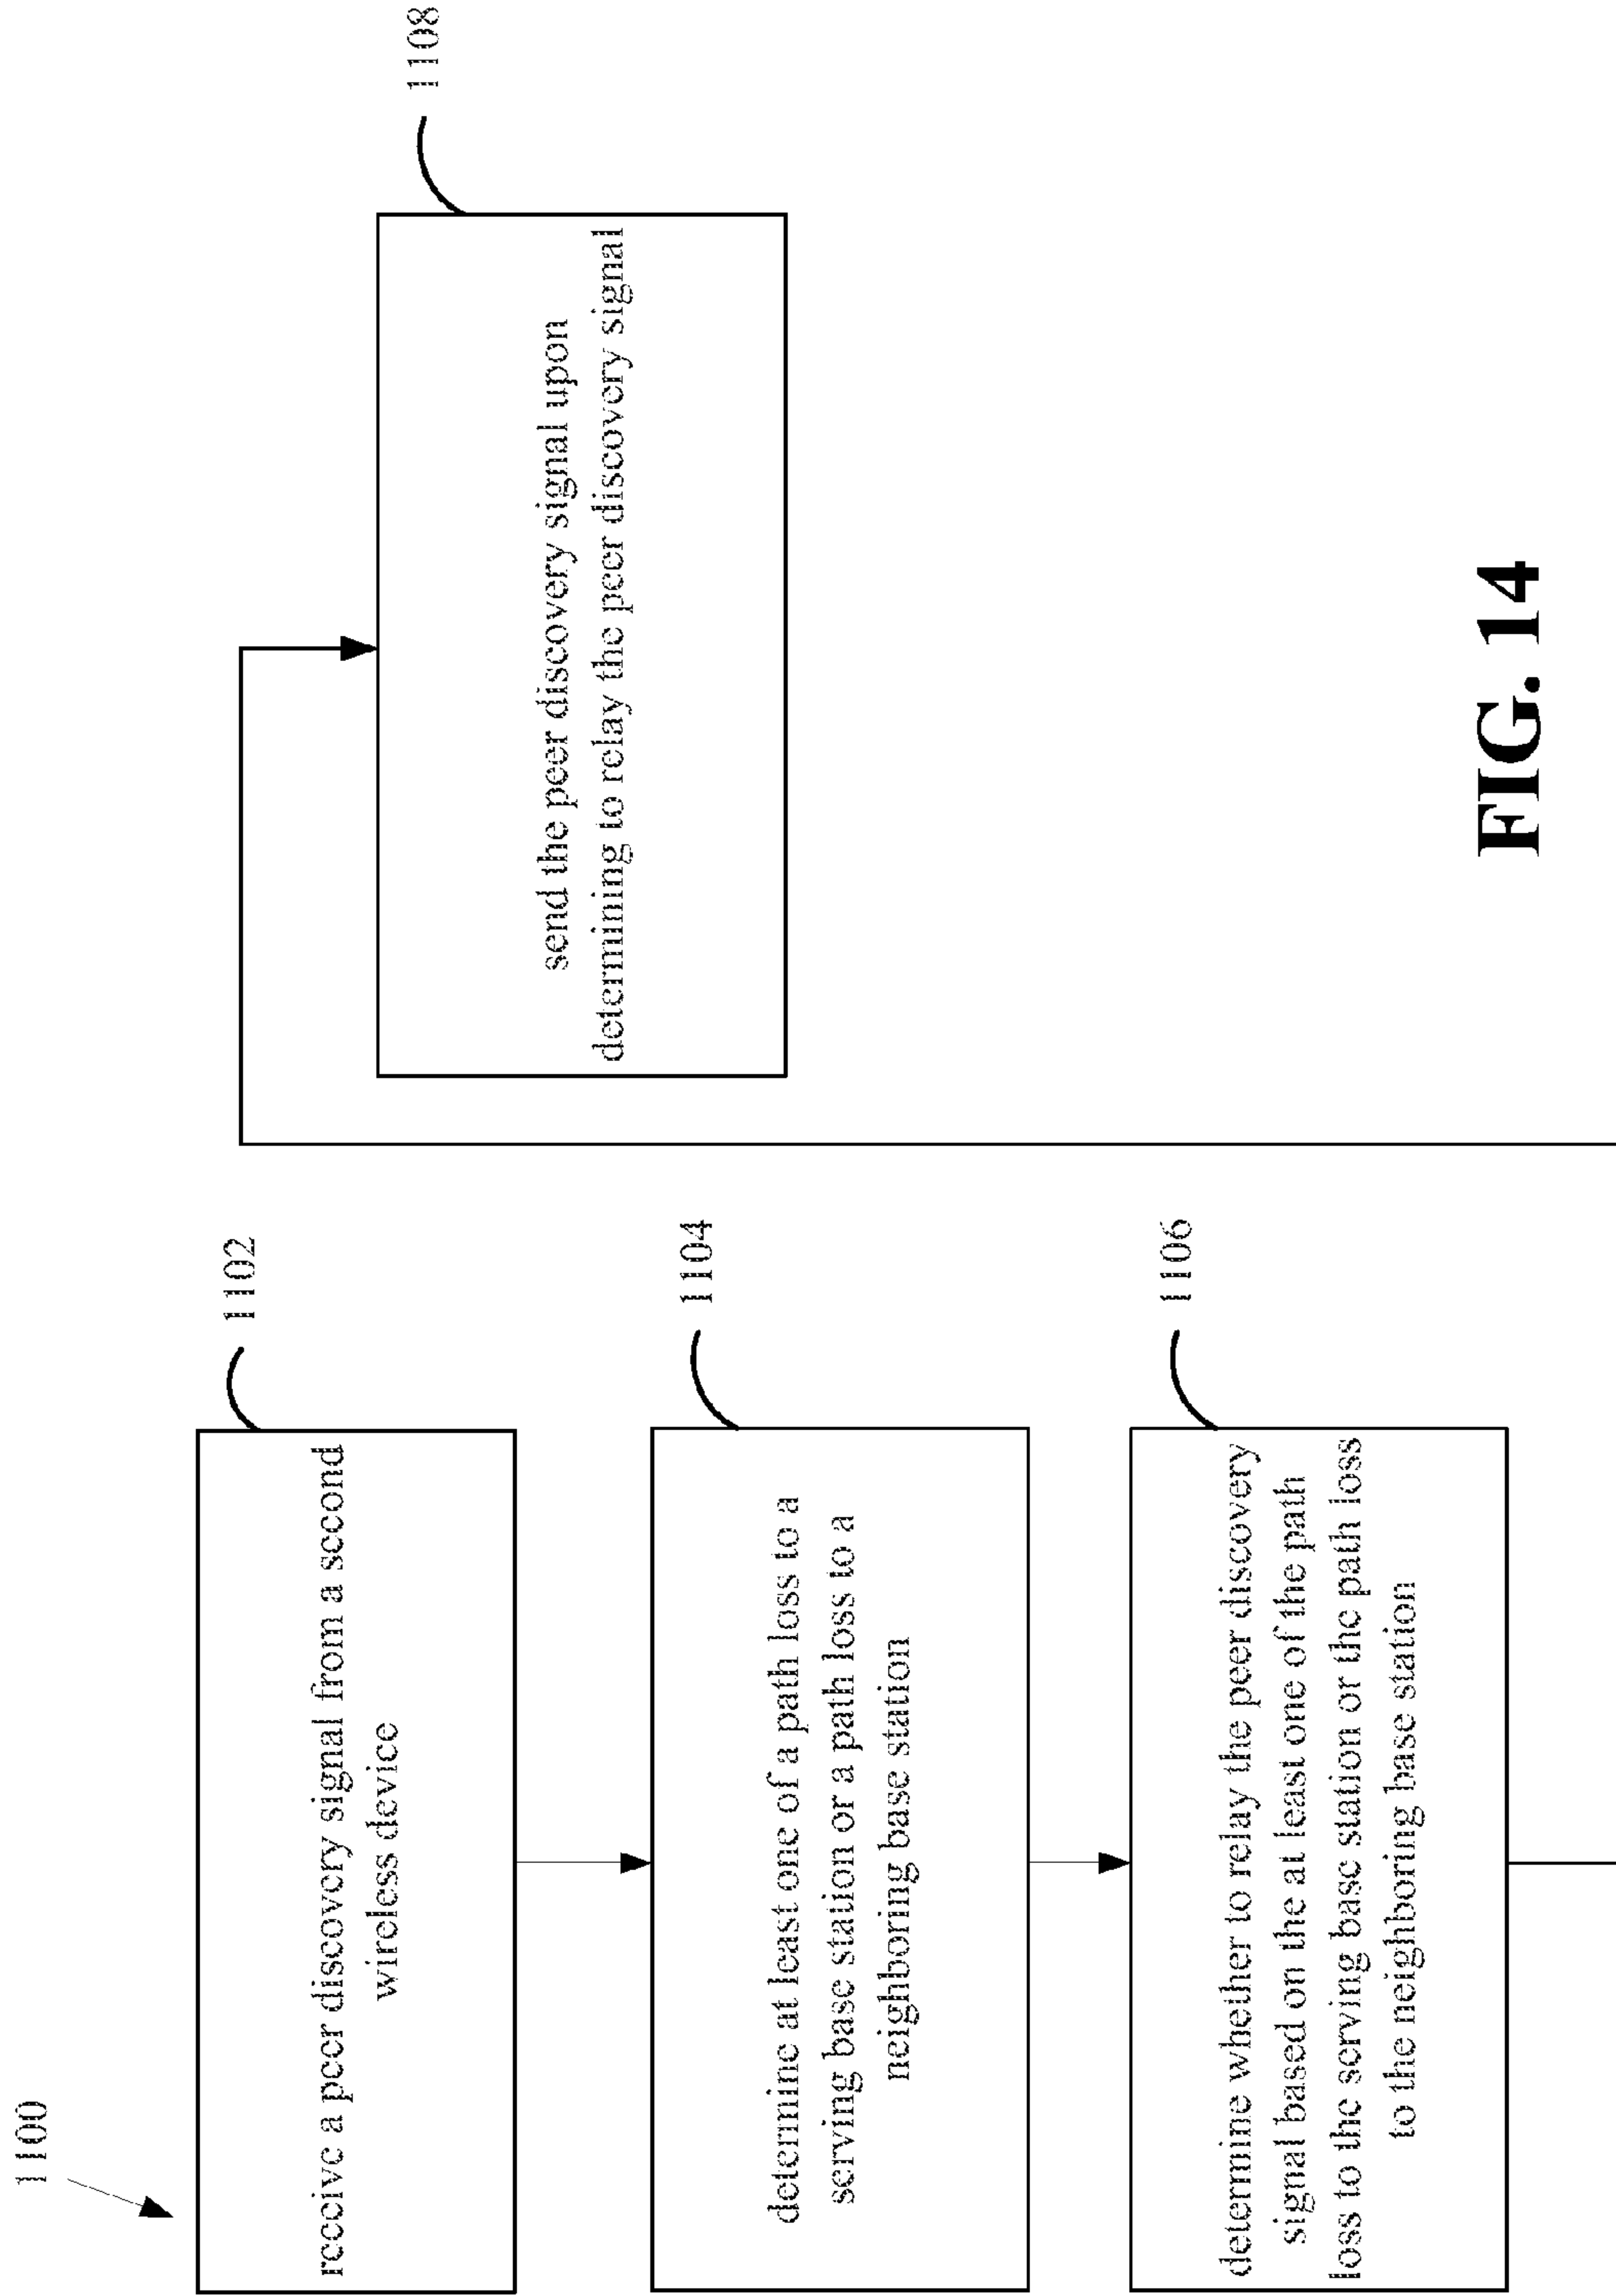 1100
1102
receive a peer discovery signal from a second
wireless device
1104
determine at least one of a path loss to a
serving base station or a path loss to a
neighboring base station
1106
determine whether to relay the peer discovery
signal based on the at least one of the path
loss to the serving base station or the path loss
to the neighboring base station
1108
send the peer discovery signal upon
determining to relay the peer discovery signal
FIG. 14